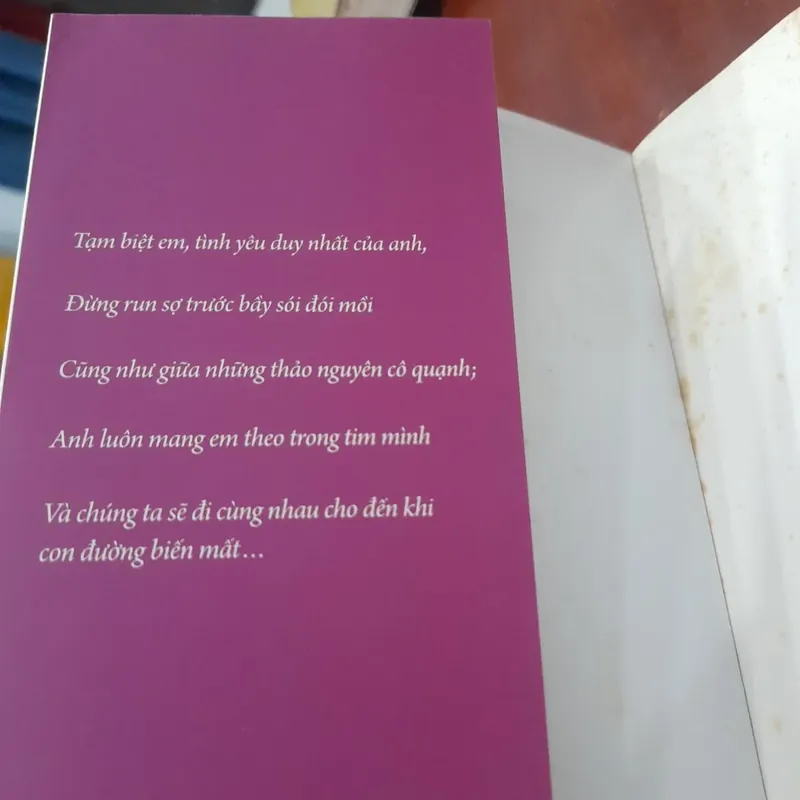 Tạm biệt em, tình yêu duy nhất của anh,
Đừng run sợ trước bầy sói đói mồi
Cũng như giữa những thảo nguyên cô quạnh;
Anh luôn mang em theo trong tim mình
Và chúng ta sẽ đi cùng nhau cho đến khi
con đường biến mất...